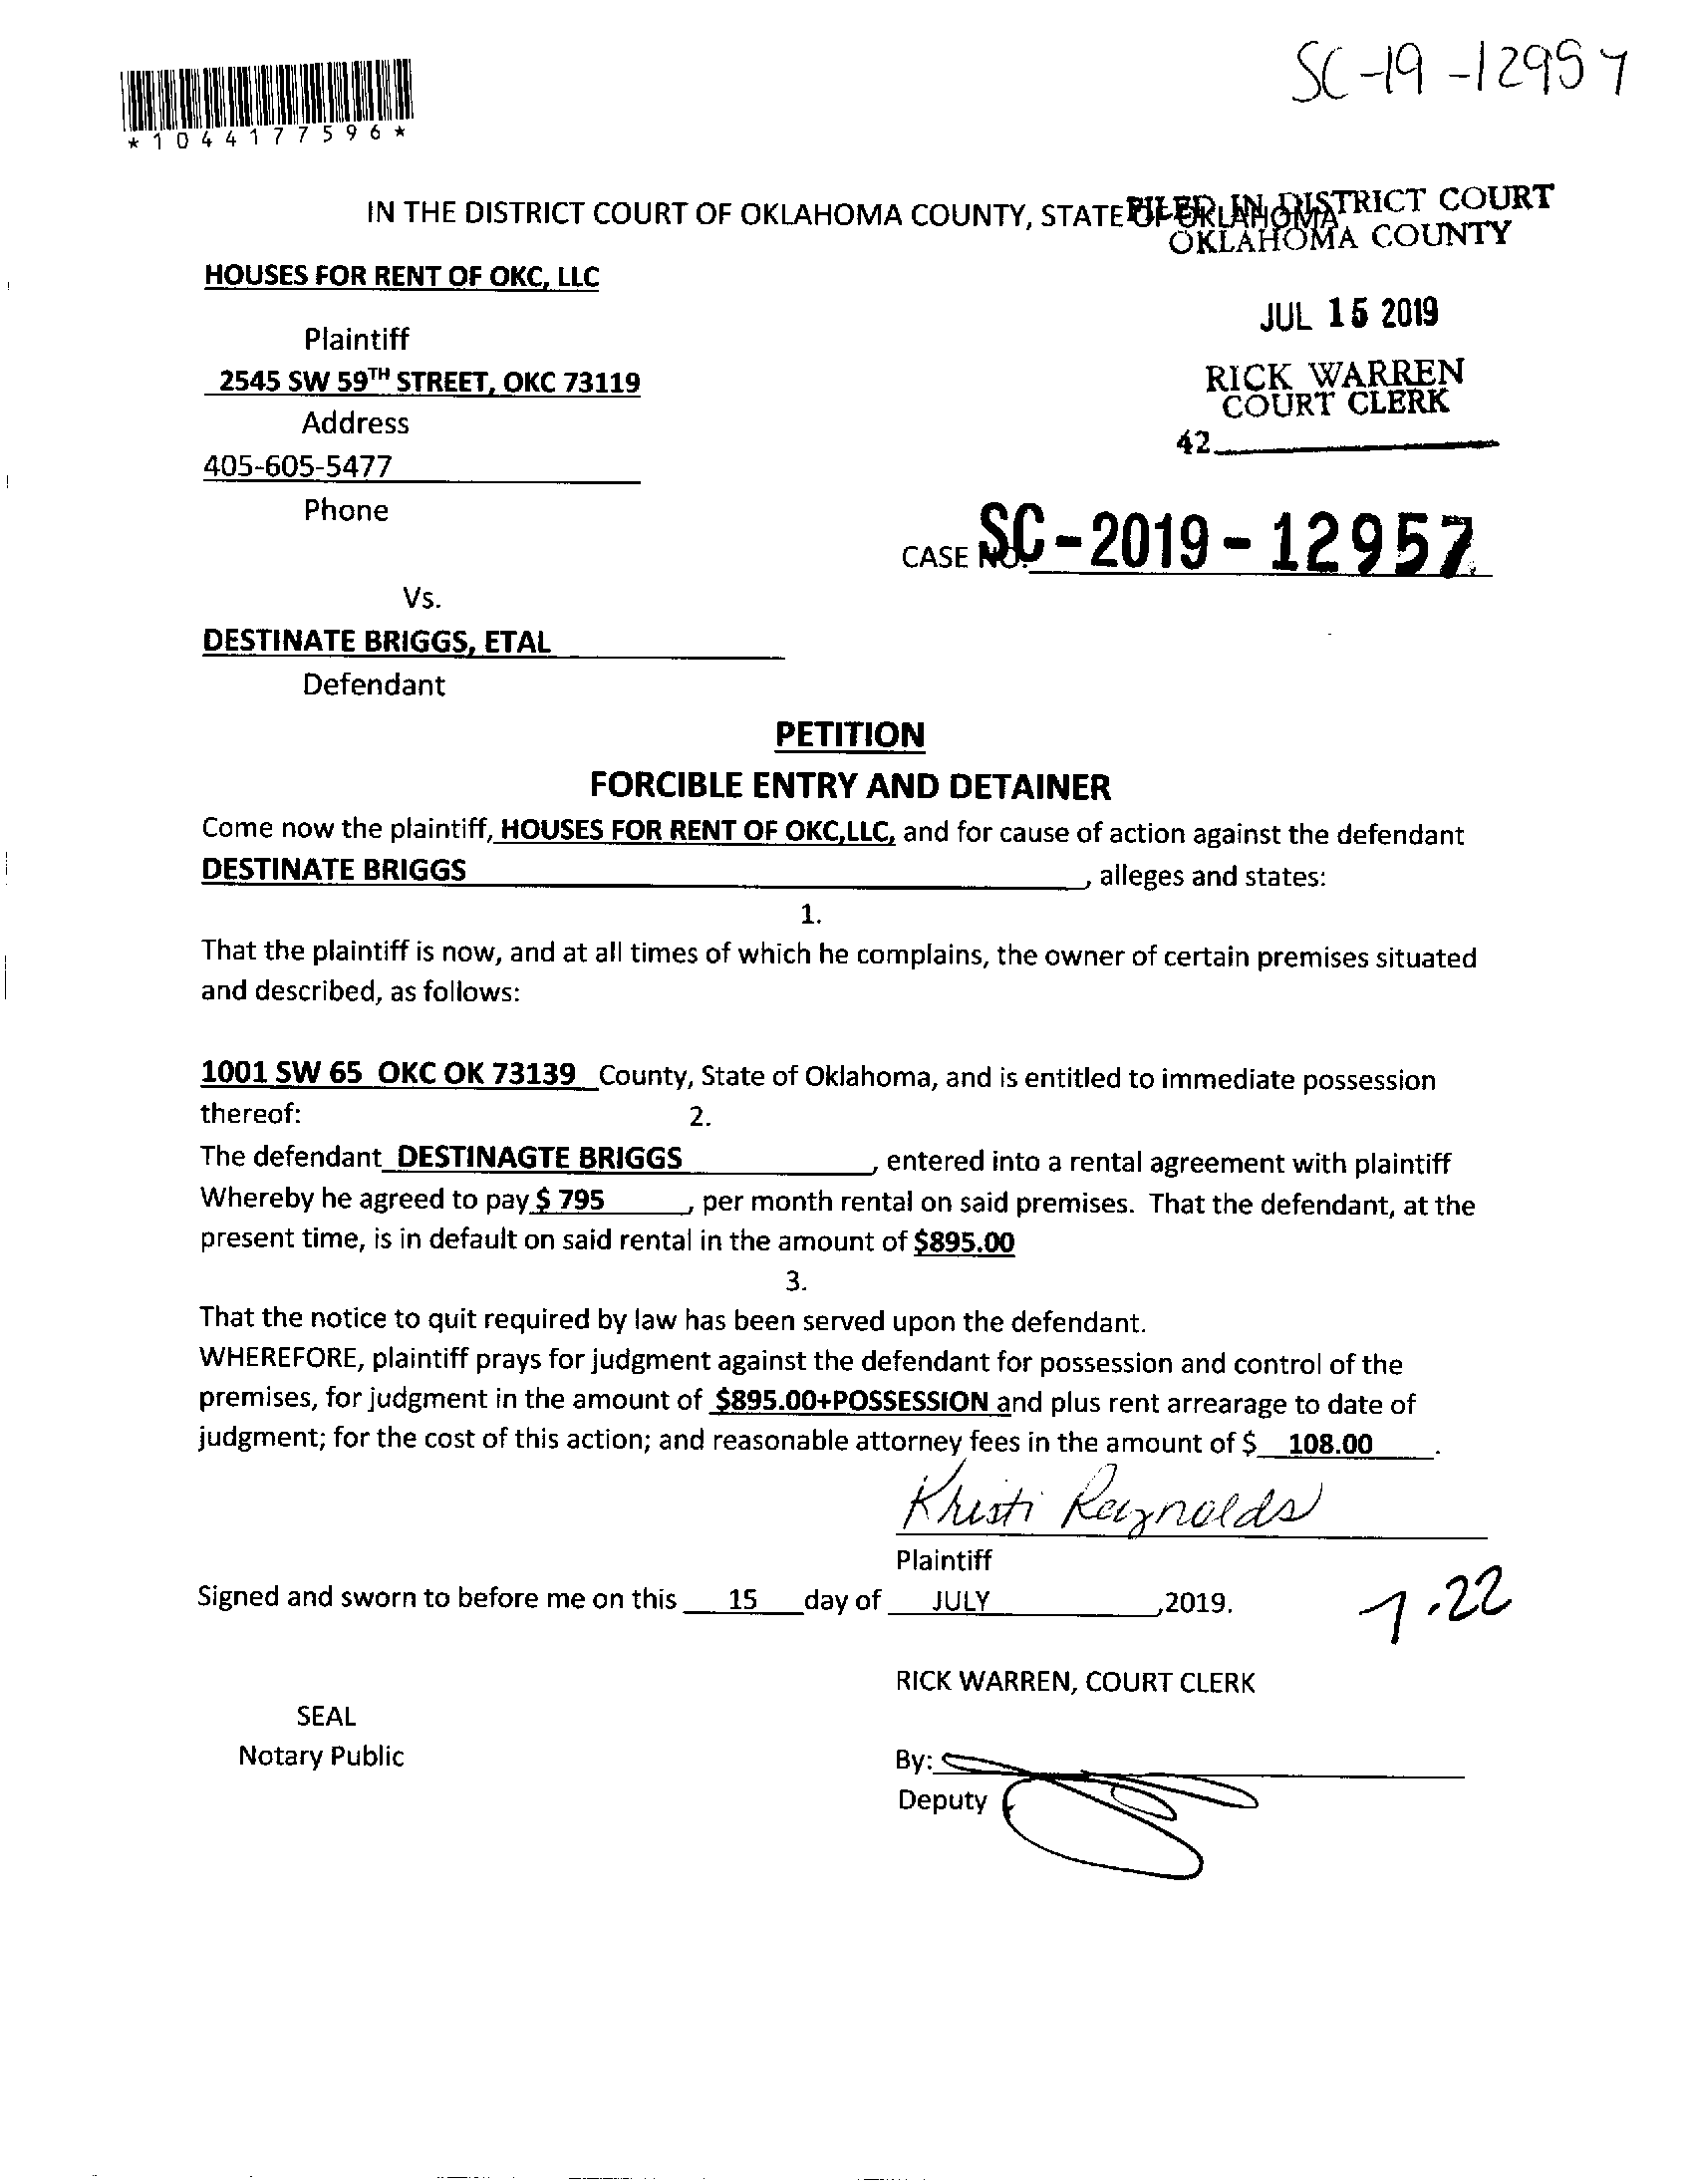 SC-19-12957
*1044177596*
IN THE DISTRICT COURT OF OKLAHOMA COUNTY, STATE OF OKLAHOMA
FILED IN DISTRICT COURT
OKLAHOMA COUNTY
HOUSES FOR RENT OF OKC, LLC
JUL 15 2019
Plaintiff
2545 SW 59TH STREET, OKC 73119
RICK WARREN
COURT CLERK
Address
42
405-605-5477
Phone
CASE NO. SC-2019-12957
Vs.
DESTINATE BRIGGS, ETAL
Defendant
PETITION
FORCIBLE ENTRY AND DETAINER
Come now the plaintiff, HOUSES FOR RENT OF OKC,LLC, and for cause of action against the defendant
DESTINATE BRIGGS, alleges and states:
1.
That the plaintiff is now, and at all times of which he complains, the owner of certain premises situated
and described, as follows:
1001 SW 65 OKC OK 73139 County, State of Oklahoma, and is entitled to immediate possession
thereof: 2.
The defendant DESTINAGTE BRIGGS, entered into a rental agreement with plaintiff
Whereby he agreed to pay $ 795, per month rental on said premises. That the defendant, at the
present time, is in default on said rental in the amount of $895.00
3.
That the notice to quit required by law has been served upon the defendant.
WHEREFORE, plaintiff prays for judgment against the defendant for possession and control of the
premises, for judgment in the amount of $895.00+POSSESSION and plus rent arrearage to date of
judgment; for the cost of this action; and reasonable attorney fees in the amount of $ 108.00.
Kristi Reynolds
Plaintiff
Signed and sworn to before me on this 15 day of JULY,2019.
7.22
RICK WARREN, COURT CLERK
SEAL
Notary Public
By:
Deputy